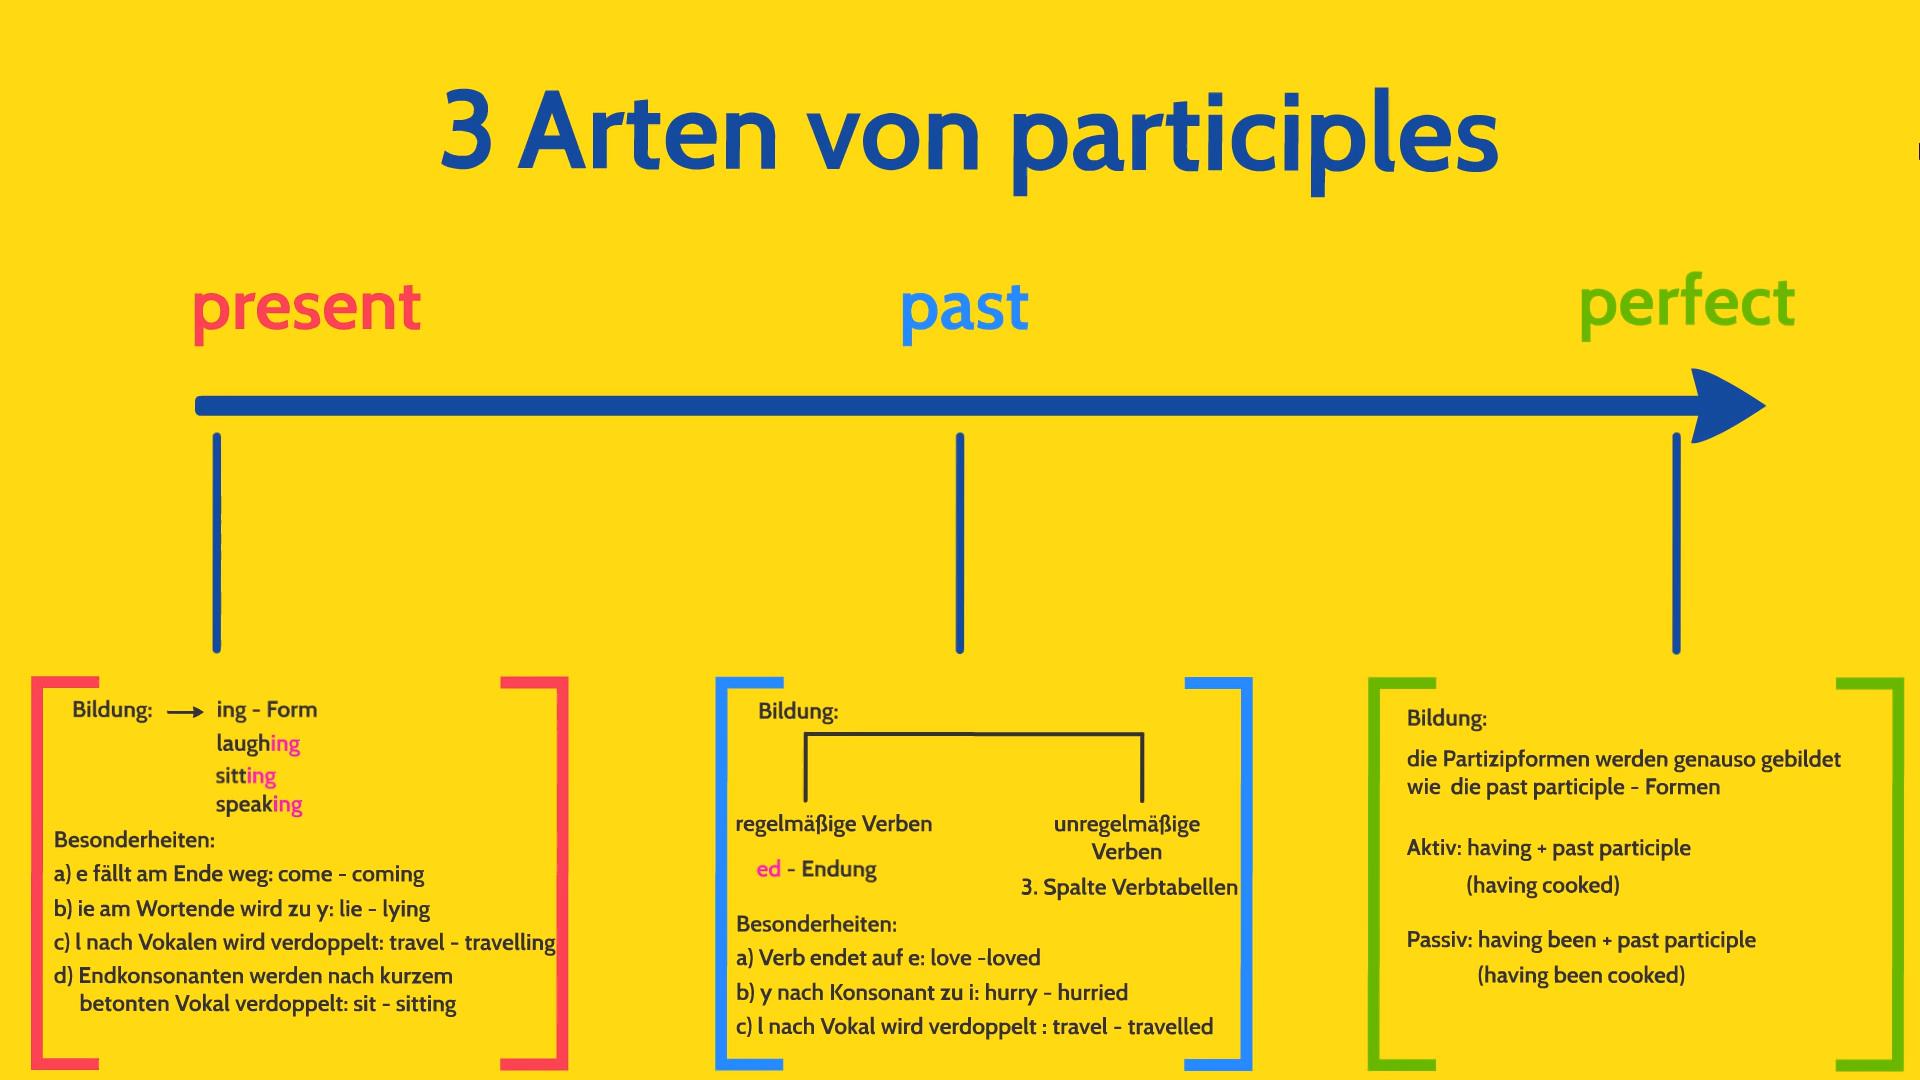 3 Arten von participles
present
past
perfect
Bildung: ing - Form
laughing
sitting
speaking
Besonderheiten:
a) e fällt am Ende weg: come - coming
b) ie am Wortende wird zu y: lie - lying
c) l nach Vokalen wird verdoppelt: travel - travelling
d) Endkonsonanten werden nach kurzem
betonten Vokal verdoppelt: sit - sitting
Bildung:
regelmäßige Verben
ed - Endung
unregelmäßige
Verben
3. Spalte Verbtabellen
Besonderheiten:
a) Verb endet auf e: love -loved
b) y nach Konsonant zu i: hurry - hurried
c) l nach Vokal wird verdoppelt : travel - travelled
Bildung:
die Partizipformen werden genauso gebildet
wie die past participle - Formen
Aktiv: having + past participle
(having cooked)
Passiv: having been + past participle
(having been cooked)